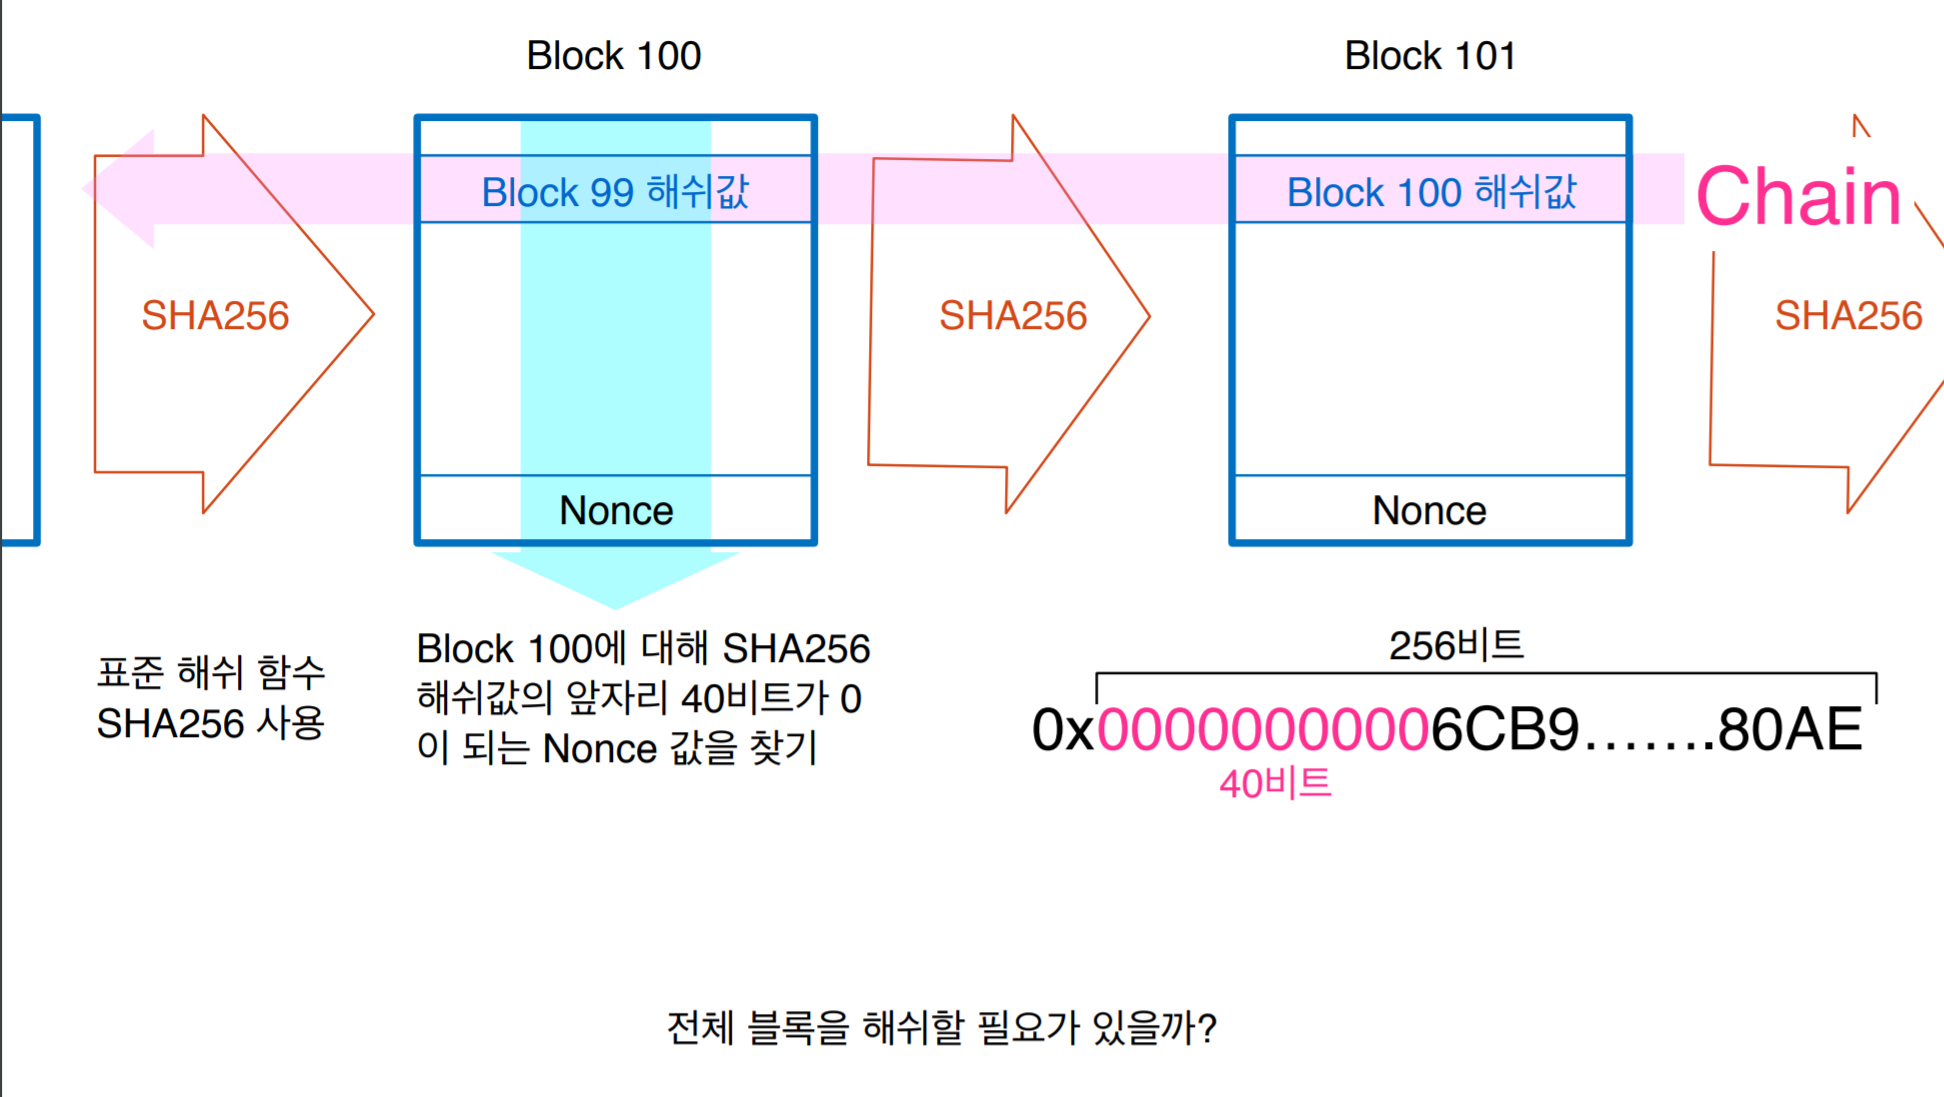 Block 100
Block 101
Block 99 해쉬값
Block 100 해쉬값
Chain
SHA256
SHA256
SHA256
Nonce
Nonce
표준 해쉬 함수
SHA256 사용
Block 100에 대해 SHA256
해쉬값의 앞자리 40비트가 0
이 되는 Nonce 값을 찾기
256비트
0x00000000006CB9.......80AE
40비트
전체 블록을 해쉬할 필요가 있을까?